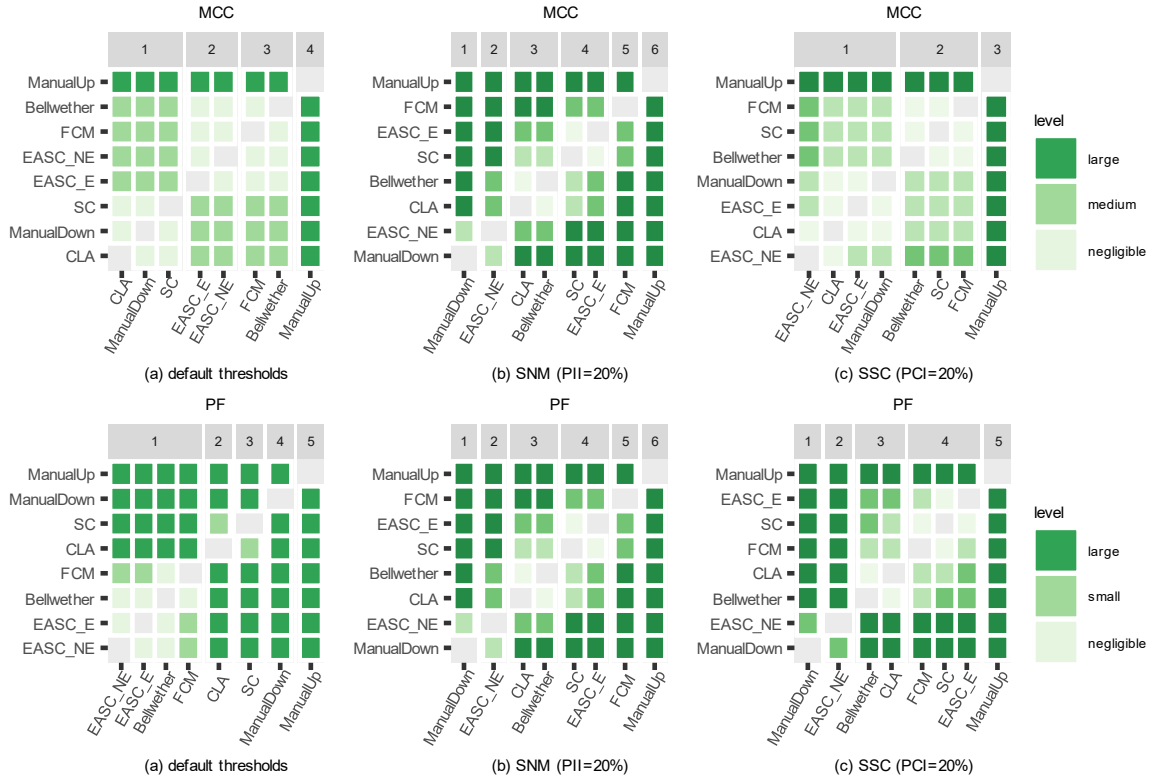 MCC MCC MCC
1 2 3 4 1 2 3 4 5 6 1 2 3
ManualUp ManualUp ManualUp
Bellwether FCM FCM
FCM EASC_E SC
EASC_NE SC Bellwether
EASC_E Bellwether ManualDown
SC CLA EASC_E
ManualDown EASC_NE CLA
CLA ManualDown EASC_NE
level
large
medium
negligible
CLA ManualDown SC EASC_E EASC_NE FCM Bellwether ManualUp
ManualDown EASC_NE CLA Bellwether SC EASC_E FCM ManualUp
EASC_NE CLA EASC_E ManualDown Bellwether SC FCM ManualUp
(a) default thresholds (b) SNM (PII=20%) (c) SSC (PCI=20%)
PF PF PF
1 2 3 4 5 1 2 3 4 5 6 1 2 3 4 5
ManualUp ManualUp ManualUp
ManualDown FCM EASC_E
SC EASC_E SC
CLA SC FCM
FCM Bellwether CLA
Bellwether CLA Bellwether
EASC_E EASC_NE EASC_NE
EASC_NE ManualDown ManualDown
level
large
small
negligible
EASC_NE EASC_E Bellwether FCM CLA SC ManualDown ManualUp
ManualDown EASC_NE CLA Bellwether SC EASC_E FCM ManualUp
ManualDown EASC_NE Bellwether CLA FCM SC EASC_E ManualUp
(a) default thresholds (b) SNM (PII=20%) (c) SSC (PCI=20%)